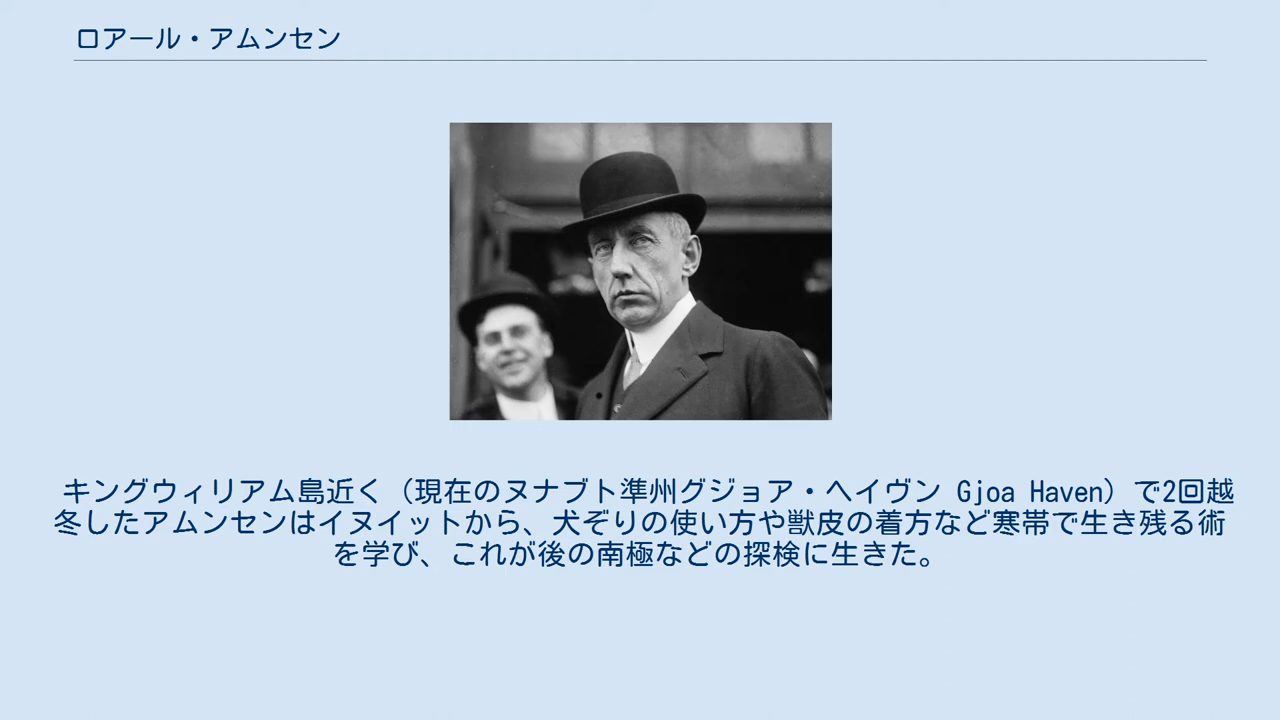 ロアール・アムンセン
キングウィリアム島近く（現在のヌナブト準州グジョア・ヘイヴン Gjoa Haven）で2回越
冬したアムンセンはイヌイットから、犬ぞりの使い方や獣皮の着方など寒帯で生き残る術
を学び、これが後の南極などの探検に生きた。